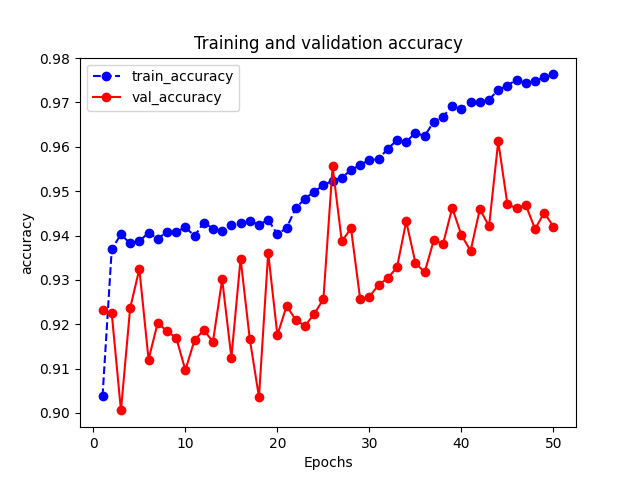 Training and validation accuracy
train_accuracy
val_accuracy
accuracy
0.98
0.97
0.96
0.95
0.94
0.93
0.92
0.91
0.90
0 10 20 30 40 50
Epochs